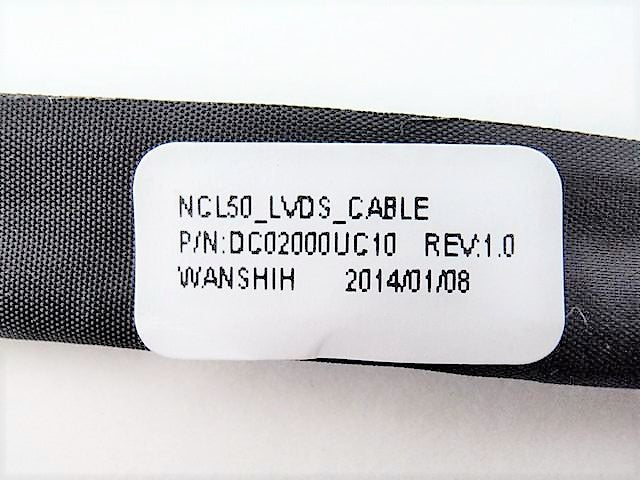 NCL50_LVDS_CABLE
P/N:DC02000UC10 REV:1.0
WANSHIH 2014/01/08